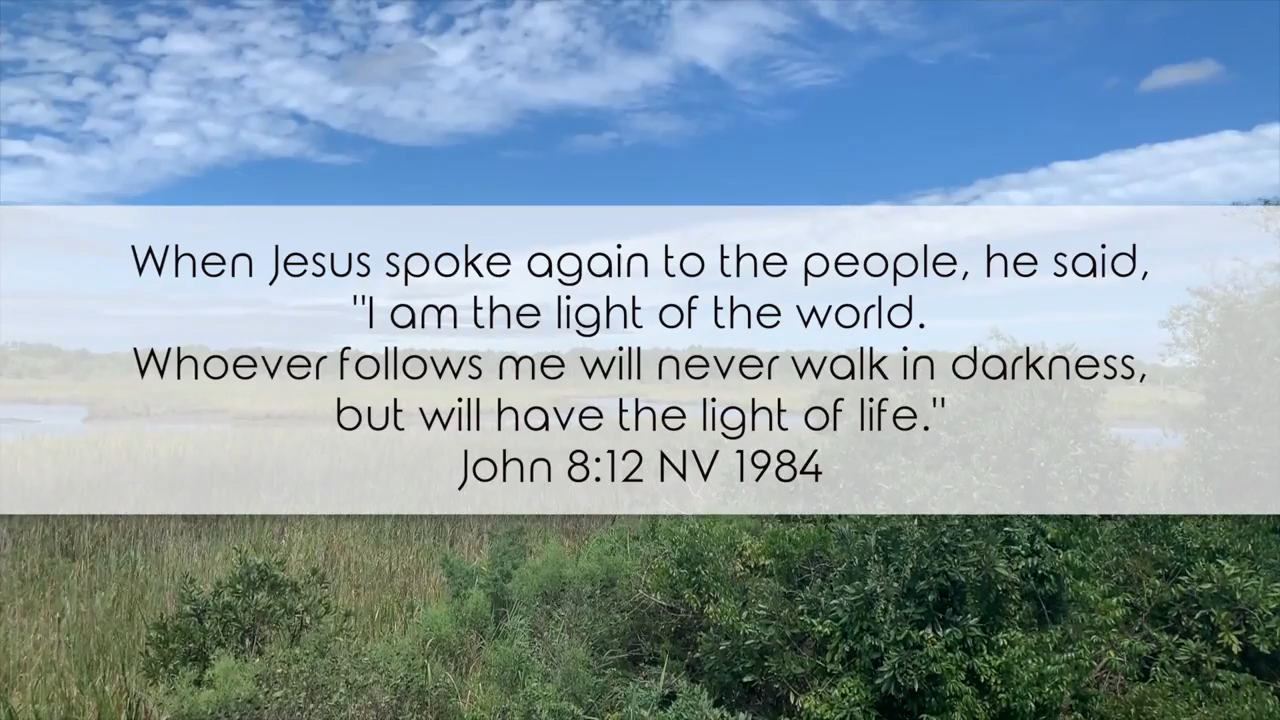 When Jesus spoke again to the people, he said,
"I am the light of the world.
Whoever follows me will never walk in darkness,
but will have the light of life."
John 8:12 NV 1984